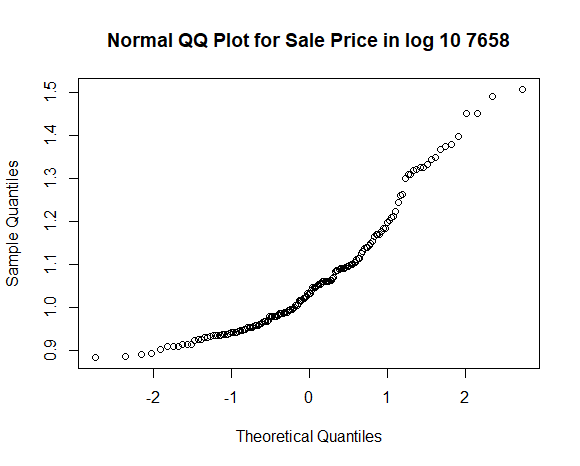 Normal QQ Plot for Sale Price in log 10 7658
1.5
1.4
1.3
1.2
1.1
1.0
0.9
Sample Quantiles
-2 -1 0 1 2
Theoretical Quantiles